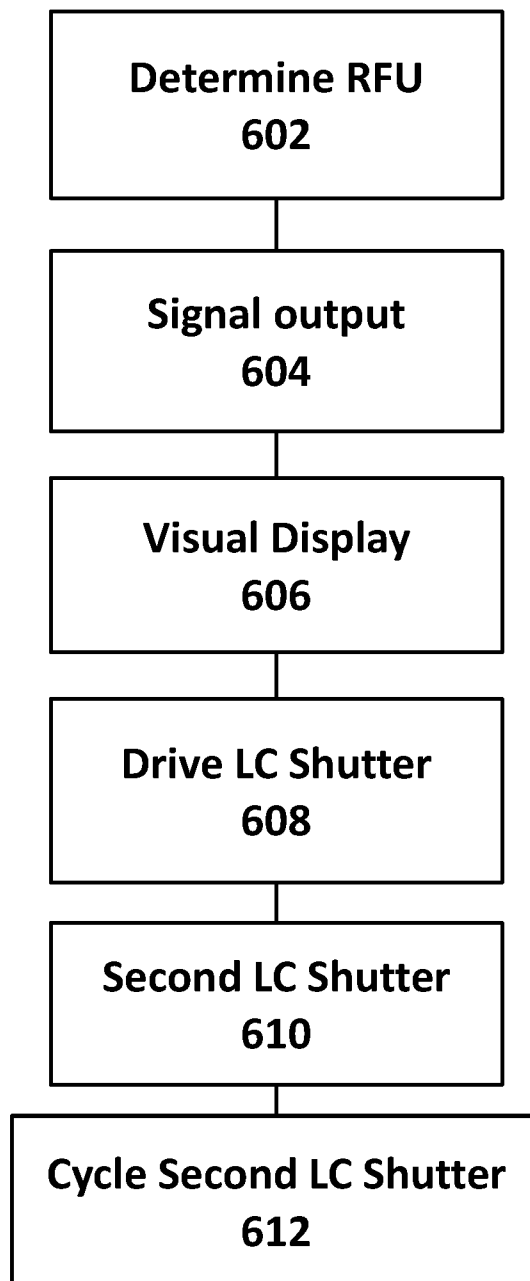 Determine RFU
602
Signal output
604
Visual Display
606
Drive LC Shutter
608
Second LC Shutter
610
Cycle Second LC Shutter
612